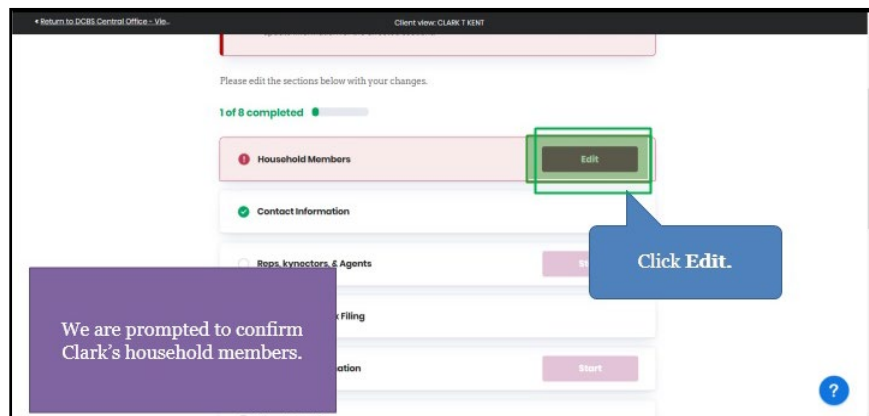 Return to DCBS Central Office - Vie..
Client view: CLARK T KENT
Please edit the sections below with your changes.
1 of 8 completed
Household Members
Edit
Contact Information
Reps, kynectors, & Agents
Click Edit.
We are prompted to confirm
Clark's household members.
Filing
Start
?